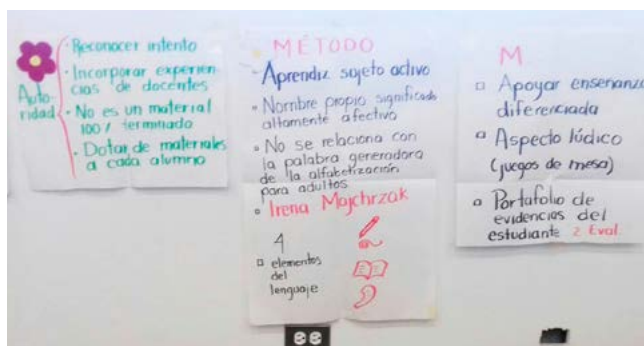 Auto-
ridad
· Reconocer intento
· Incorporar experien-
cias de docentes
· No es un material
100% terminado
· Dotar de materiales
a cada alumno
MÉTODO
Aprendiz sujeto activo
Nombre propio significado
altamente afectivo
No se relaciona con
la palabra generadora
de la alfabetización
para adultos
Irena Majchrzak
4
elementos
del
lenguaje
M
Apoyar enseñanza
diferenciada
Aspecto lúdico
(juegos de mesa)
Portafolio de
evidencias del
estudiante 2 Eval.